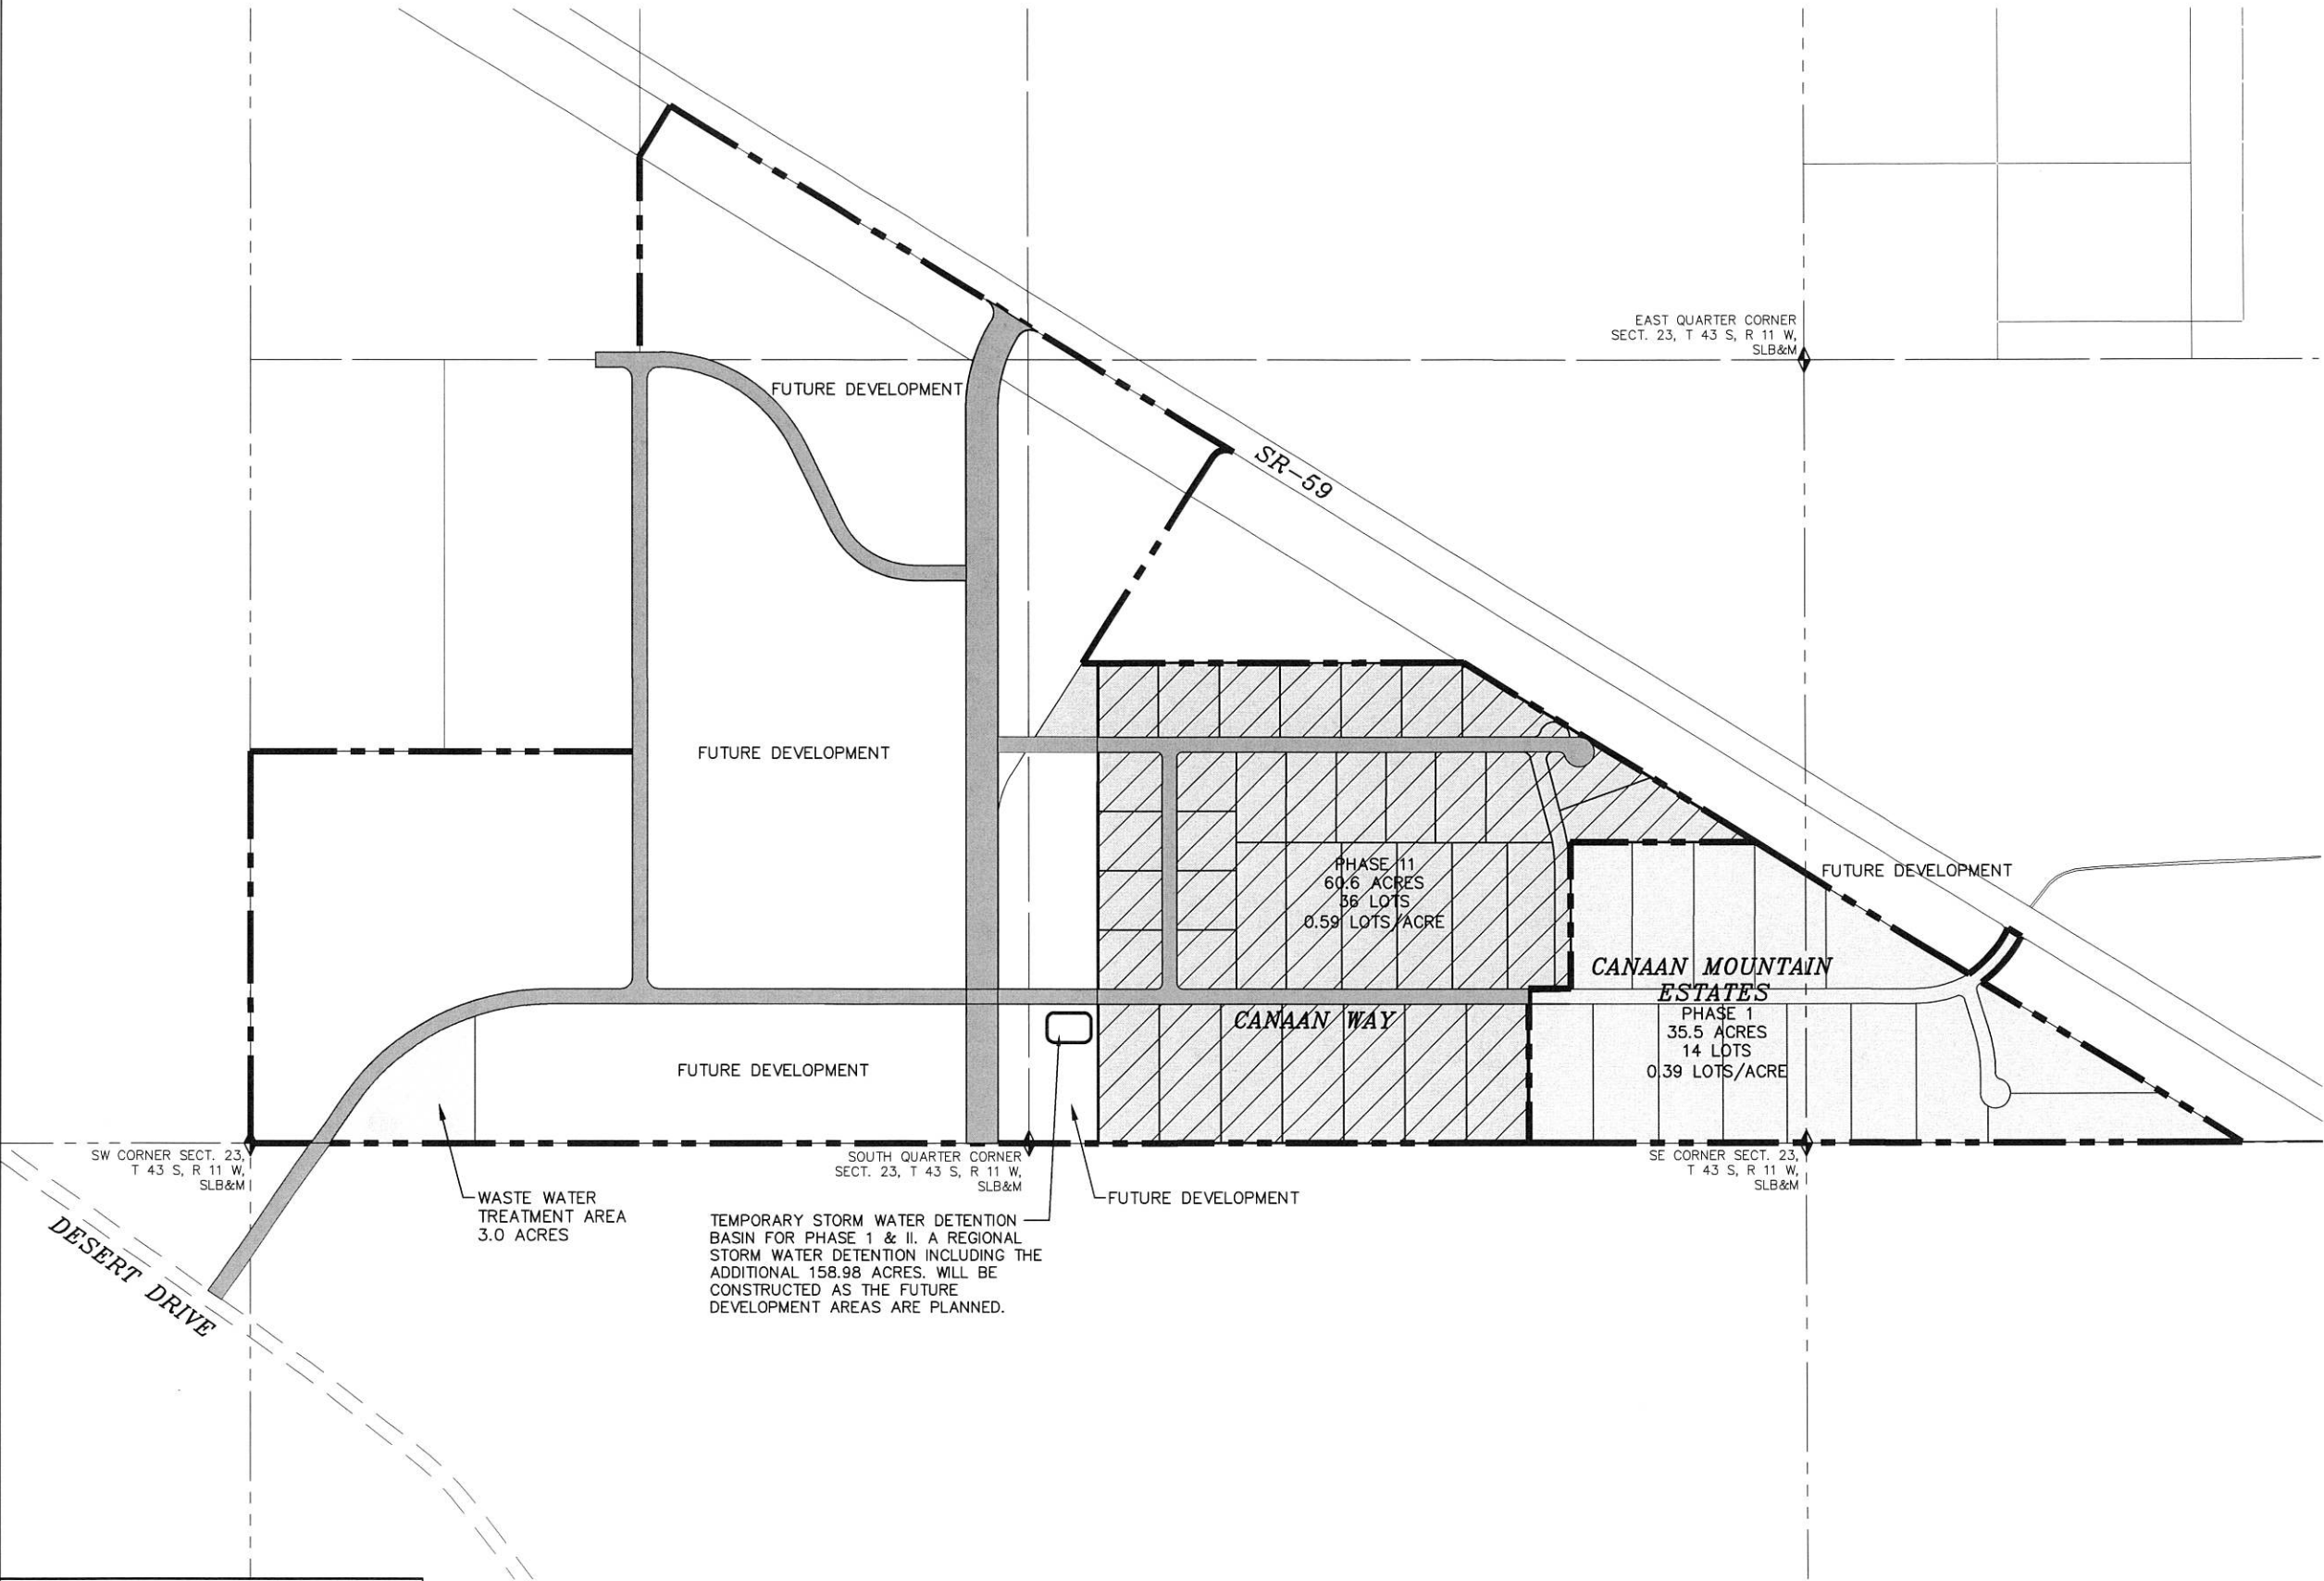 EAST QUARTER CORNER
SECT. 23, T 43 S, R 11 W,
SLB&M
FUTURE DEVELOPMENT
SR-59
FUTURE DEVELOPMENT
PHASE 11
60.6 ACRES
36 LOTS
0.59 LOTS/ACRE
FUTURE DEVELOPMENT
CANAAN MOUNTAIN
ESTATES
PHASE 1
35.5 ACRES
14 LOTS
0.39 LOTS/ACRE
CANAAN WAY
FUTURE DEVELOPMENT
SW CORNER SECT. 23,
T 43 S, R 11 W,
SLB&M
SOUTH QUARTER CORNER
SECT. 23, T 43 S, R 11 W,
SLB&M
SE CORNER SECT. 23,
T 43 S, R 11 W,
SLB&M
WASTE WATER
TREATMENT AREA
3.0 ACRES
FUTURE DEVELOPMENT
TEMPORARY STORM WATER DETENTION
BASIN FOR PHASE 1 & II. A REGIONAL
STORM WATER DETENTION INCLUDING THE
ADDITIONAL 158.98 ACRES. WILL BE
CONSTRUCTED AS THE FUTURE
DEVELOPMENT AREAS ARE PLANNED.
DESERT DRIVE